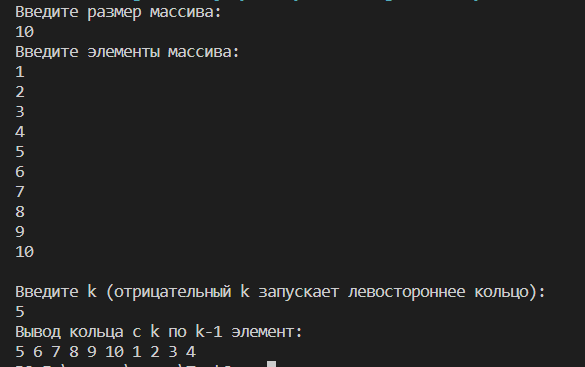 Введите размер массива:
10
Введите элементы массива:
1
2
3
4
5
6
7
8
9
10
Введите k (отрицательный k запускает левостороннее кольцо):
5
Вывод кольца с k по k-1 элемент:
5 6 7 8 9 10 1 2 3 4